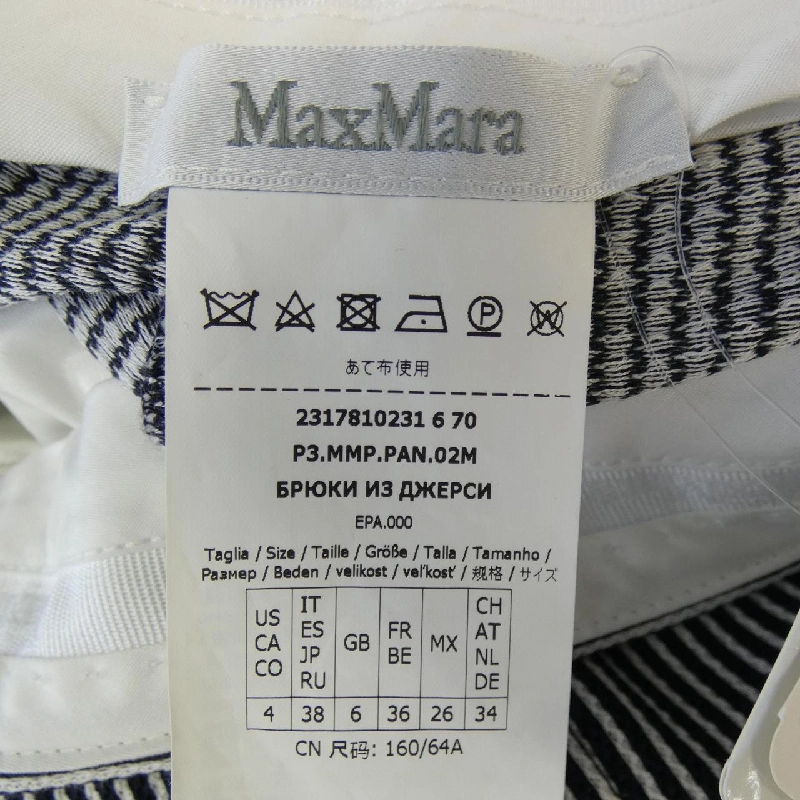 MaxMara
P
W
あて布使用
2317810231 6 70
P3.MMP.PAN.02M
БРЮКИ ИЗ ДЖЕРСИ
EPA.000
Taglia / Size / Taille / Größe / Talla / Tamanho /
Размер / Beden / velikost / veľkosť / 规格 / サイズ
US CA CO
IT ES JP RU
GB
FR BE
MX
CH AT NL DE
4 38 6 36 26 34
CN 尺码: 160/64A